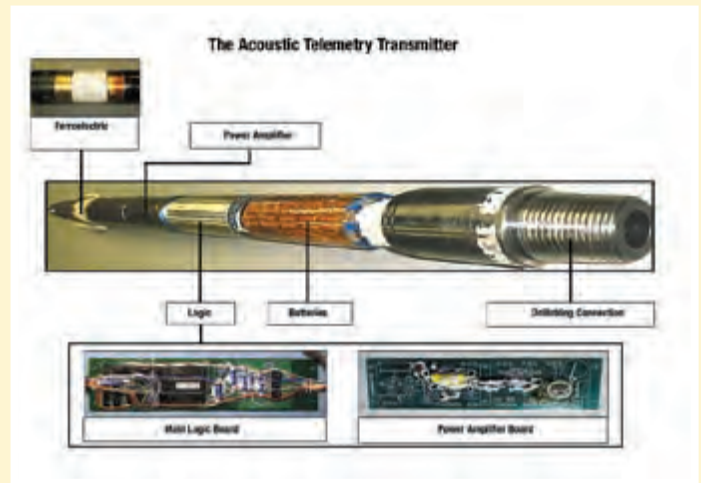 The Acoustic Telemetry Transmitter
Ferroelectric
Power Amplifier
Logic
Batteries
Drillstring Connection
Main Logic Board
Power Amplifier Board